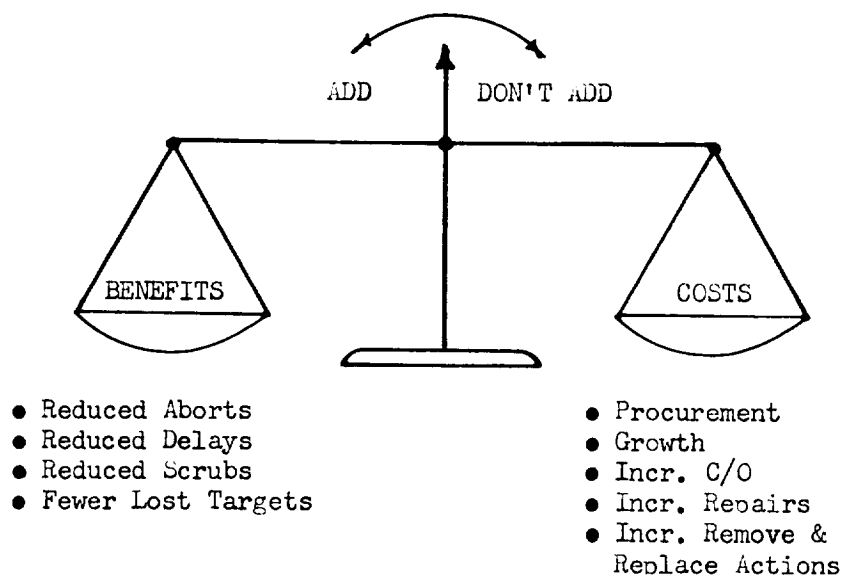 ADD DON'T ADD
BENEFITS COSTS
● Reduced Aborts
● Reduced Delays
● Reduced Scrubs
● Fewer Lost Targets
● Procurement
● Growth
● Incr. C/O
● Incr. Repairs
● Incr. Remove &
Replace Actions